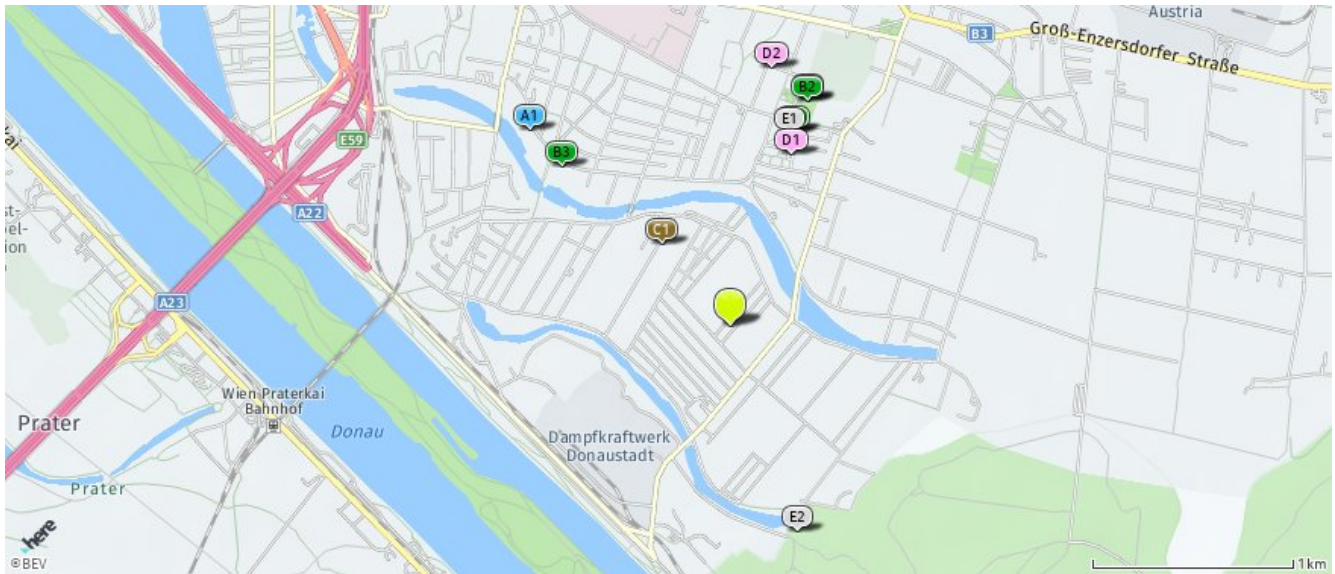 Austria
B3
Groß-Enzersdorfer Straße
D2
B2
A1
E1
D1
E59
B3
A22
C1
A23
Wien Praterkai
Bahnhof
Prater
Donau
Dampfkraftwerk
Donaustadt
Prater
E2
here
©BEV
1km